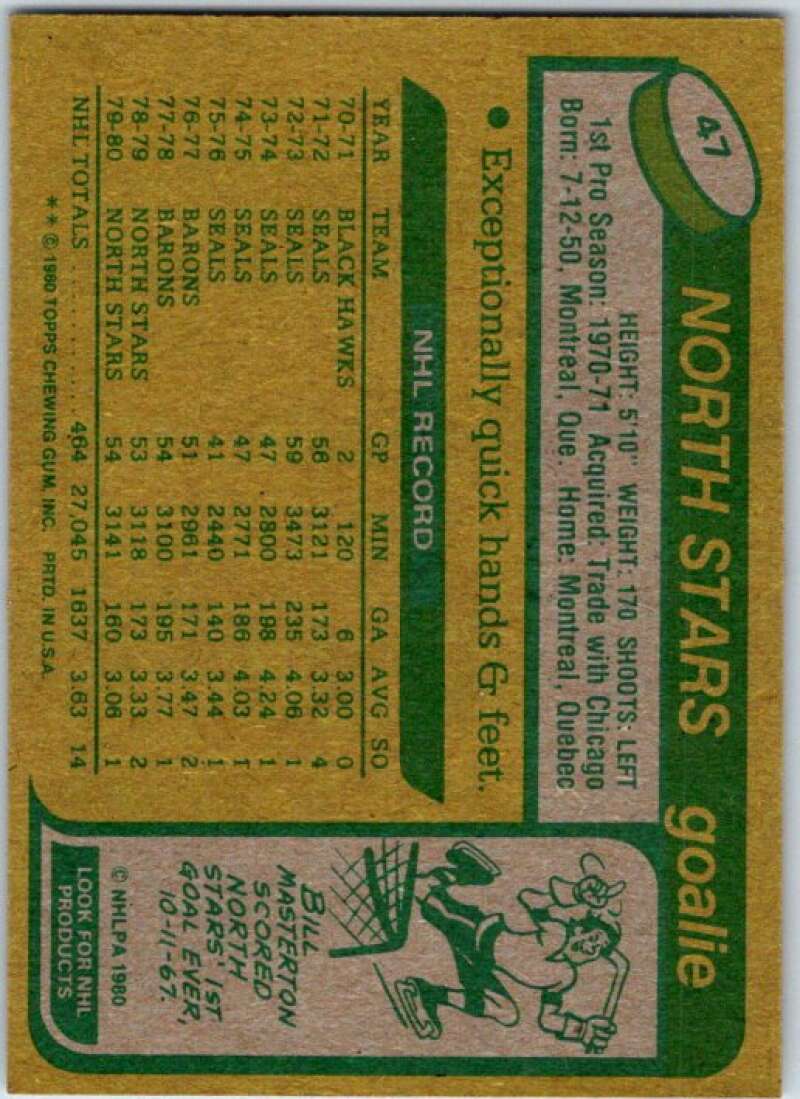 47
NORTH STARS goalie
HEIGHT: 5'10" WEIGHT: 170 SHOOTS: LEFT
1st Pro Season: 1970-71 Acquired: Trade with Chicago
Born: 7-12-50, Montreal, Que. Home: Montreal, Quebec
• Exceptionally quick hands & feet.
NHL RECORD
YEAR TEAM GP MIN GA AVG SO
70-71 BLACK HAWKS 2 120 6 3.00 0
71-72 SEALS 56 3121 173 3.32 4
72-73 SEALS 59 3473 235 4.06 1
73-74 SEALS 47 2800 198 4.24 1
74-75 SEALS 47 2771 186 4.03 1
75-76 SEALS 41 2440 140 3.44 1
76-77 BARONS 51 2961 171 3.47 2
77-78 BARONS 54 3100 195 3.77 1
78-79 NORTH STARS 53 3118 173 3.33 2
79-80 NORTH STARS 54 3141 160 3.06 1
NHL TOTALS . . . . . . . . . 464 27,045 1637 3.63 14
* * © 1980 TOPPS CHEWING GUM, INC. PRTD. IN U.S.A.
BILL
MASTERTON
SCORED
NORTH
STARS' 1ST
GOAL EVER,
10-11-67.
© NHLPA 1980
LOOK FOR NHL
PRODUCTS